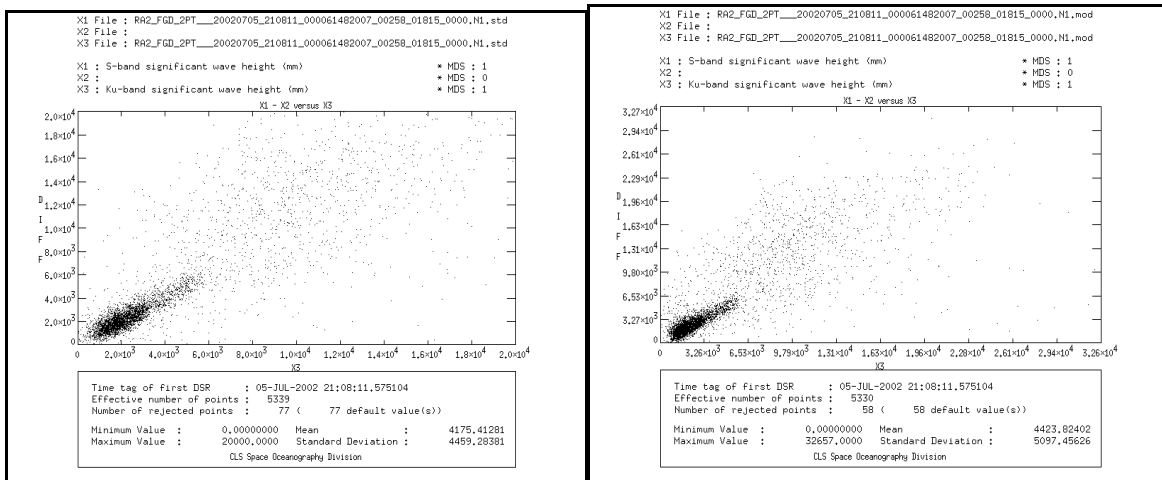 X1 File : RA2_FGD_2PT___20020705_210811_000061482007_00258_01815_0000.N1.std
X2 File :
X3 File : RA2_FGD_2PT___20020705_210811_000061482007_00258_01815_0000.N1.std
X1 : S-band significant wave height (mm) * MDS : 1
X2 : * MDS : 0
X3 : Ku-band significant wave height (mm) * MDS : 1
X1 - X2 versus X3
2.0×10⁴
1.8×10⁴
1.6×10⁴
1.4×10⁴
1.2×10⁴
1.0×10⁴
8.0×10³
6.0×10³
4.0×10³
2.0×10³
0
DIFF
0 2.0×10³ 4.0×10³ 6.0×10³ 8.0×10³ 1.0×10⁴ 1.2×10⁴ 1.4×10⁴ 1.6×10⁴ 1.8×10⁴ 2.0×10⁴
X3
Time tag of first DSR : 05-JUL-2002 21:08:11.575104
Effective number of points : 5339
Number of rejected points : 77 ( 77 default value(s))
Minimum Value : 0.00000000 Mean : 4175.41281
Maximum Value : 20000.0000 Standard Deviation : 4459.28381
CLS Space Oceanography Division
X1 File : RA2_FGD_2PT___20020705_210811_000061482007_00258_01815_0000.N1.mod
X2 File :
X3 File : RA2_FGD_2PT___20020705_210811_000061482007_00258_01815_0000.N1.mod
X1 : S-band significant wave height (mm) * MDS : 1
X2 : * MDS : 0
X3 : Ku-band significant wave height (mm) * MDS : 1
X1 - X2 versus X3
3.27×10⁴
2.94×10⁴
2.61×10⁴
2.29×10⁴
1.96×10⁴
1.63×10⁴
1.31×10⁴
9.80×10³
6.53×10³
3.27×10³
0
DIFF
0 3.26×10³ 6.53×10³ 9.79×10³ 1.31×10⁴ 1.63×10⁴ 1.96×10⁴ 2.28×10⁴ 2.61×10⁴ 2.94×10⁴ 3.26×10⁴
X3
Time tag of first DSR : 05-JUL-2002 21:08:11.575104
Effective number of points : 5330
Number of rejected points : 58 ( 58 default value(s))
Minimum Value : 0.00000000 Mean : 4423.82402
Maximum Value : 32657.0000 Standard Deviation : 5097.45626
CLS Space Oceanography Division